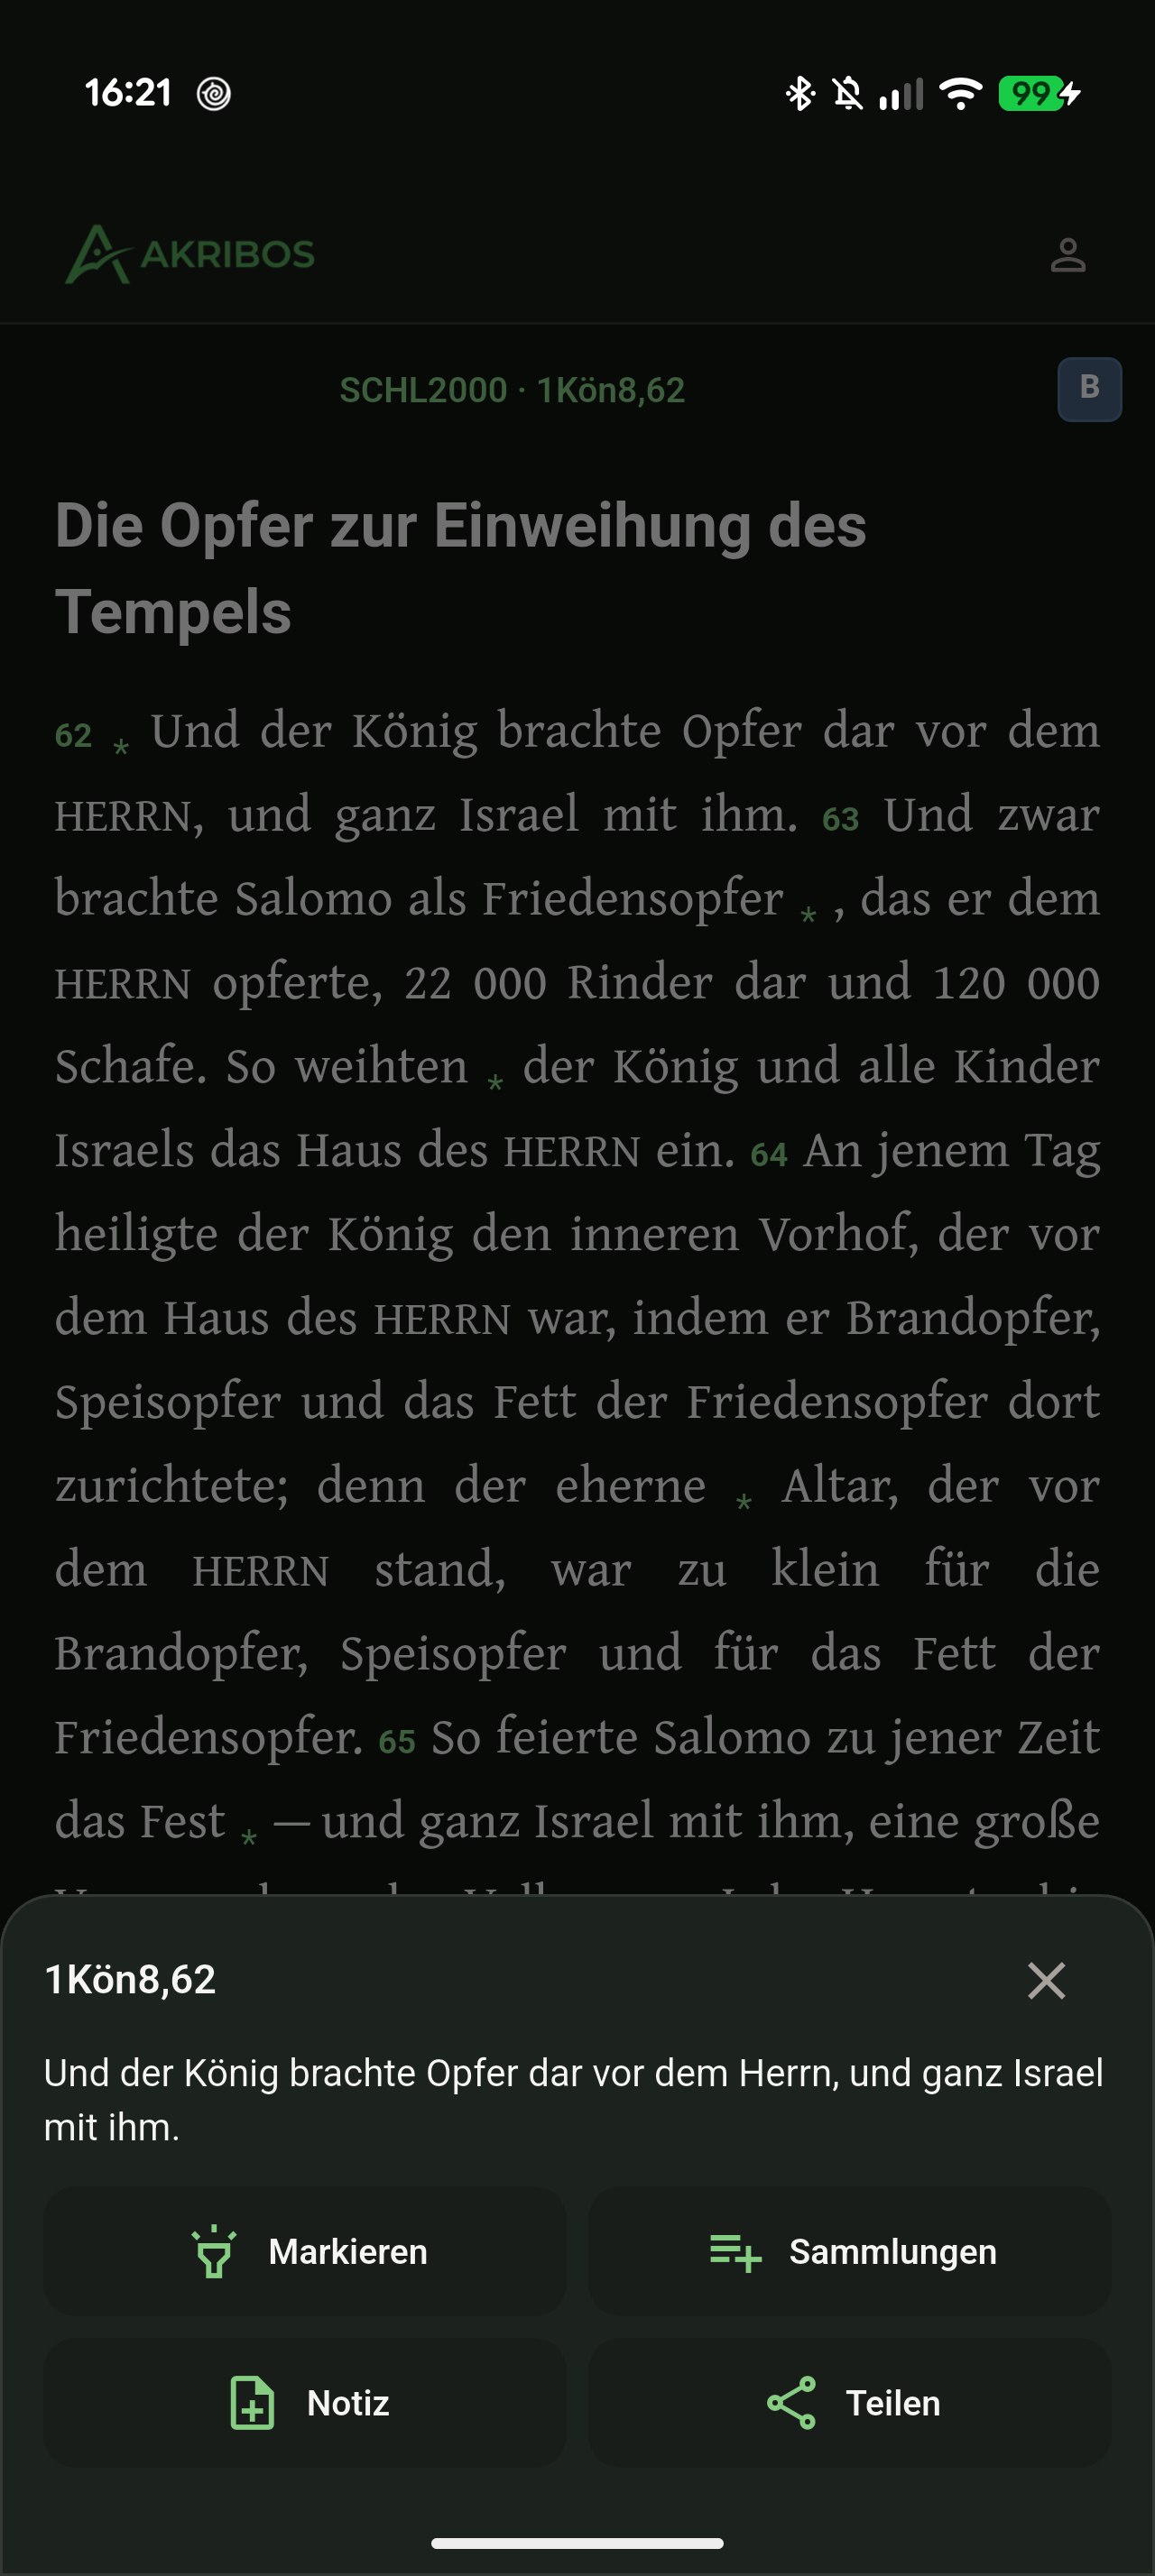 16:21
99
AKRIBOS
SCHL2000 · 1Kön8,62
B
Die Opfer zur Einweihung des
Tempels
62 * Und der König brachte Opfer dar vor dem
HERRN, und ganz Israel mit ihm. 63 Und zwar
brachte Salomo als Friedensopfer * , das er dem
HERRN opferte, 22 000 Rinder dar und 120 000
Schafe. So weihten * der König und alle Kinder
Israels das Haus des HERRN ein. 64 An jenem Tag
heiligte der König den inneren Vorhof, der vor
dem Haus des HERRN war, indem er Brandopfer,
Speisopfer und das Fett der Friedensopfer dort
zurichtete; denn der eherne * Altar, der vor
dem HERRN stand, war zu klein für die
Brandopfer, Speisopfer und für das Fett der
Friedensopfer. 65 So feierte Salomo zu jener Zeit
das Fest * — und ganz Israel mit ihm, eine große
1Kön8,62
Und der König brachte Opfer dar vor dem Herrn, und ganz Israel
mit ihm.
Markieren
Sammlungen
Notiz
Teilen